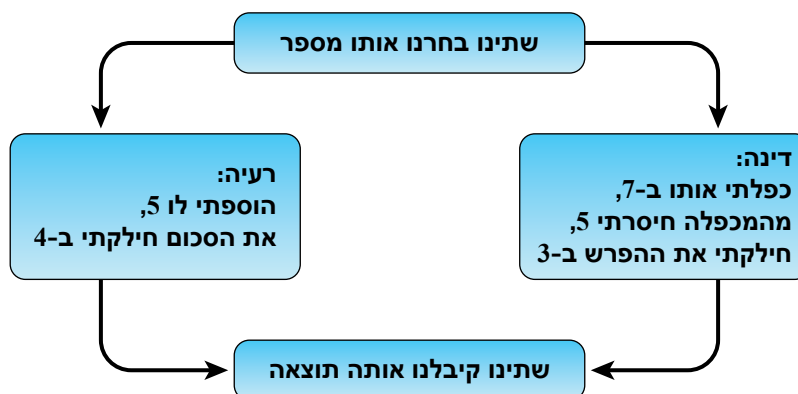 שתינו בחרנו אותו מספר
דינה:
כפלתי אותו ב-7,
מהמכפלה חיסרתי 5,
חילקתי את ההפרש ב-3
רעיה:
הוספתי לו 5,
את הסכום חילקתי ב-4
שתינו קיבלנו אותה תוצאה